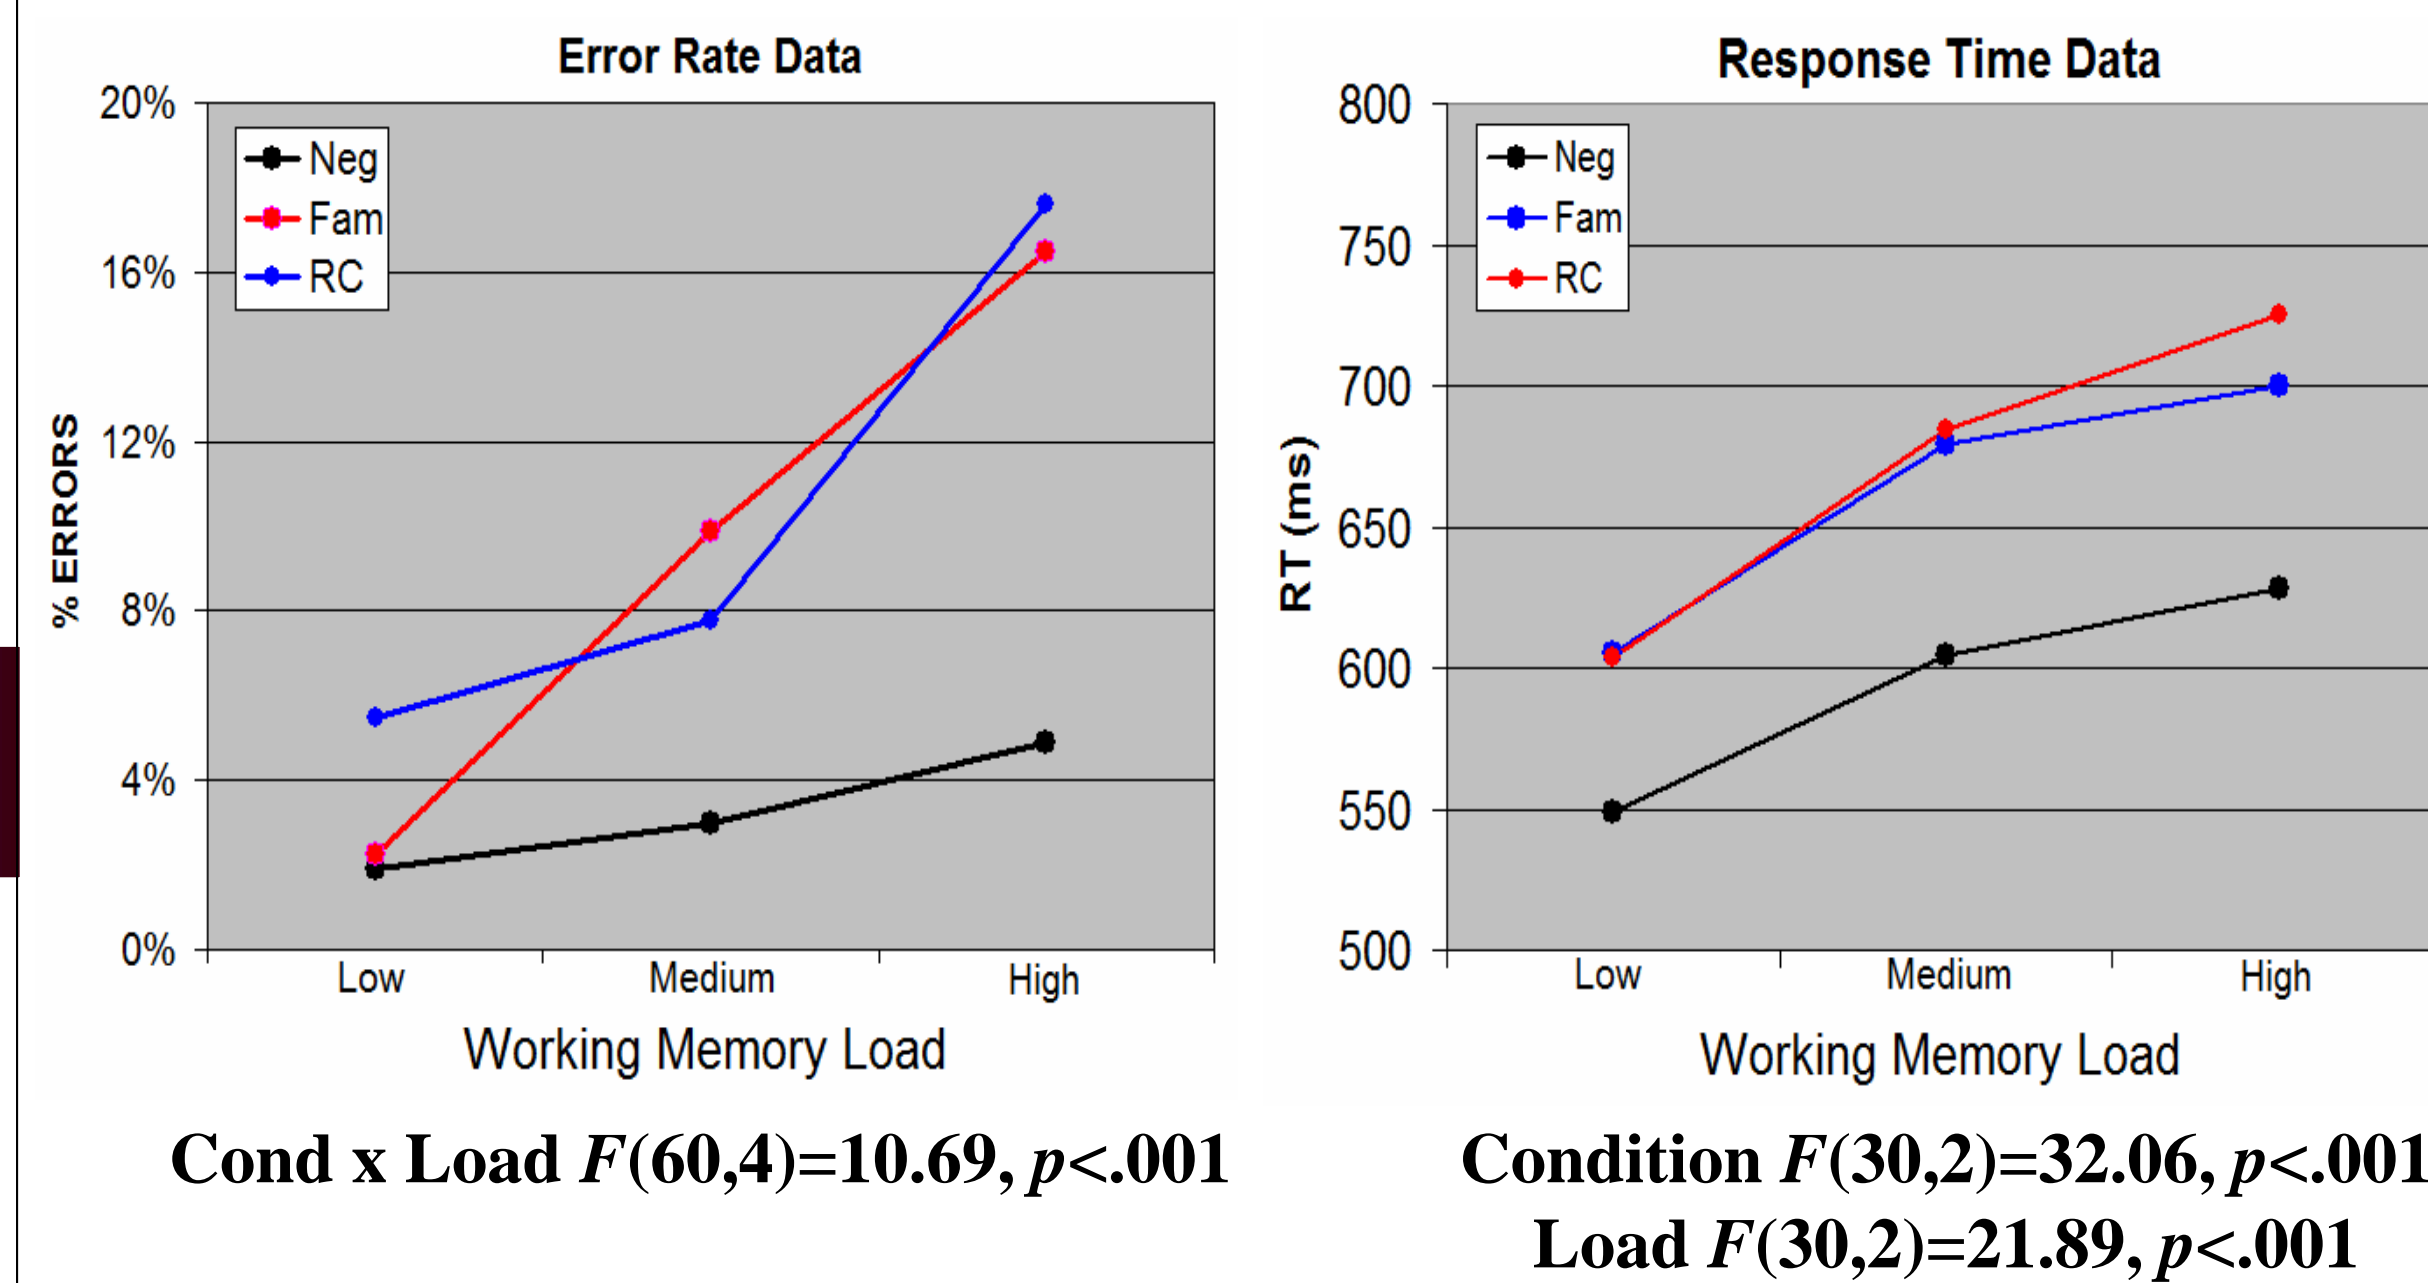 Error Rate Data
20%
16%
12%
8%
4%
0%
% ERRORS
Neg
Fam
RC
Low
Medium
High
Working Memory Load
Cond x Load F(60,4)=10.69, p<.001
Response Time Data
800
750
700
650
600
550
500
RT (ms)
Neg
Fam
RC
Low
Medium
High
Working Memory Load
Condition F(30,2)=32.06, p<.001
Load F(30,2)=21.89, p<.001